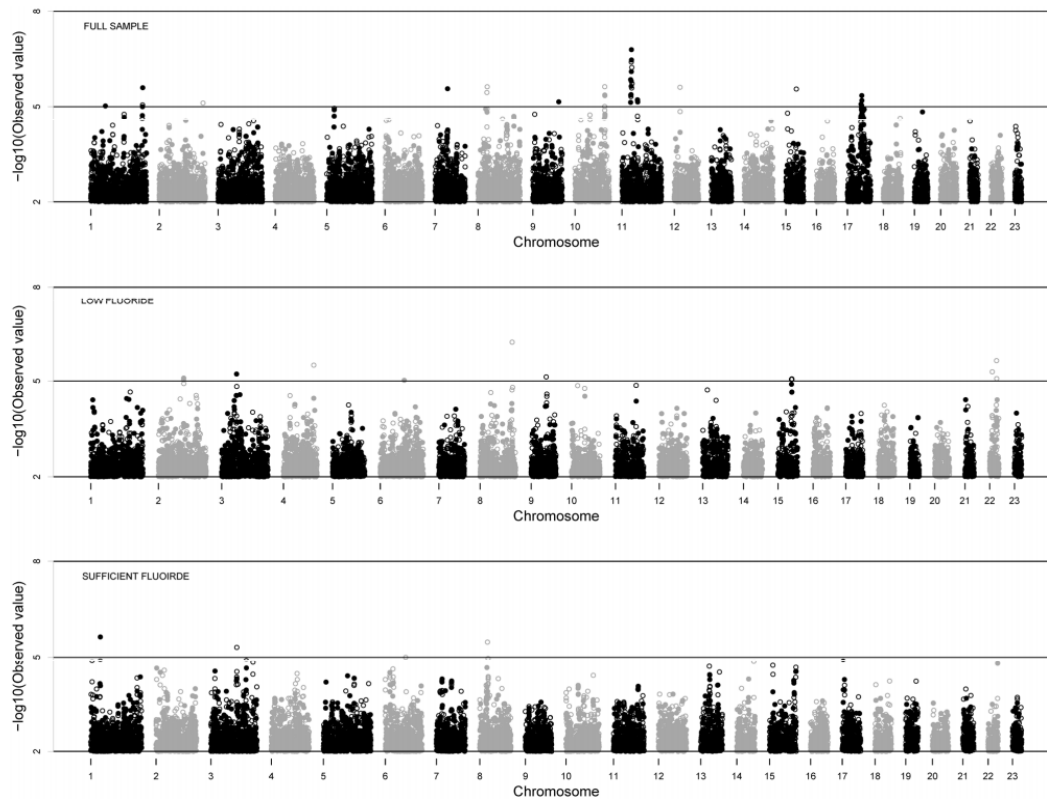 8
FULL SAMPLE
5
2
−log10(Observed value)
1 2 3 4 5 6 7 8 9 10 11 12 13 14 15 16 17 18 19 20 21 22 23
Chromosome
8
LOW FLUORIDE
5
2
−log10(Observed value)
1 2 3 4 5 6 7 8 9 10 11 12 13 14 15 16 17 18 19 20 21 22 23
Chromosome
8
SUFFICIENT FLUOIRDE
5
2
−log10(Observed value)
1 2 3 4 5 6 7 8 9 10 11 12 13 14 15 16 17 18 19 20 21 22 23
Chromosome